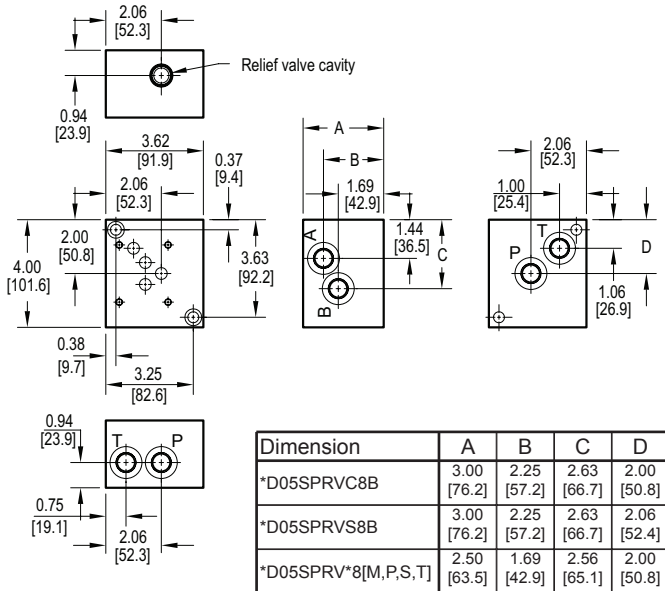 2.06
[52.3]
Relief valve cavity
0.94
[23.9]
3.62
[91.9]
0.37
[9.4]
2.06
[52.3]
2.00
[50.8]
4.00
[101.6]
3.63
[92.2]
0.38
[9.7]
3.25
[82.6]
A
B
1.69
[42.9]
1.44
[36.5]
C
A
B
2.06
[52.3]
1.00
[25.4]
T
P
D
1.06
[26.9]
0.94
[23.9]
T P
0.75
[19.1]
2.06
[52.3]
Dimension A B C D
*D05SPRVC8B 3.00 [76.2] 2.25 [57.2] 2.63 [66.7] 2.00 [50.8]
*D05SPRVS8B 3.00 [76.2] 2.25 [57.2] 2.63 [66.7] 2.06 [52.4]
*D05SPRV*8[M,P,S,T] 2.50 [63.5] 1.69 [42.9] 2.56 [65.1] 2.00 [50.8]